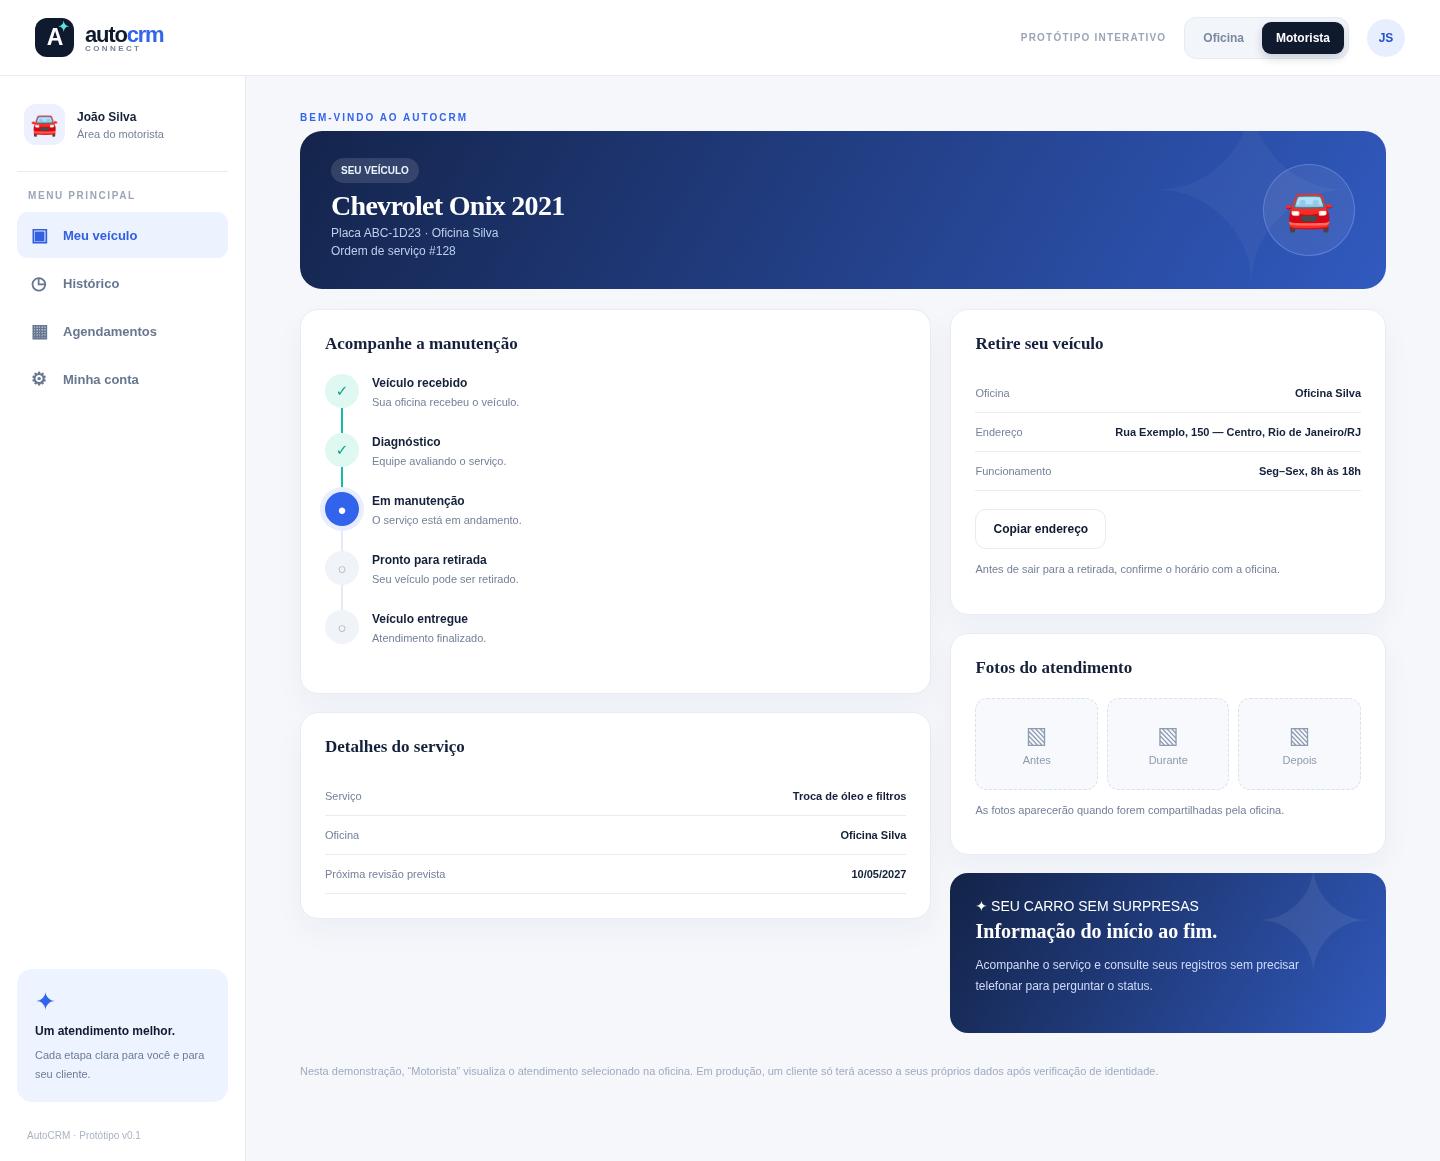 A
autocrm
CONNECT
PROTÓTIPO INTERATIVO
Oficina
Motorista
JS
João Silva
Área do motorista
MENU PRINCIPAL
Meu veículo
Histórico
Agendamentos
Minha conta
Um atendimento melhor.
Cada etapa clara para você e para
seu cliente.
AutoCRM · Protótipo v0.1
BEM-VINDO AO AUTOCRM
SEU VEÍCULO
Chevrolet Onix 2021
Placa ABC-1D23 · Oficina Silva
Ordem de serviço #128
Acompanhe a manutenção
Veículo recebido
Sua oficina recebeu o veículo.
Diagnóstico
Equipe avaliando o serviço.
Em manutenção
O serviço está em andamento.
Pronto para retirada
Seu veículo pode ser retirado.
Veículo entregue
Atendimento finalizado.
Detalhes do serviço
Serviço Troca de óleo e filtros
Oficina Oficina Silva
Próxima revisão prevista 10/05/2027
Retire seu veículo
Oficina Oficina Silva
Endereço Rua Exemplo, 150 — Centro, Rio de Janeiro/RJ
Funcionamento Seg–Sex, 8h às 18h
Copiar endereço
Antes de sair para a retirada, confirme o horário com a oficina.
Fotos do atendimento
Antes
Durante
Depois
As fotos aparecerão quando forem compartilhadas pela oficina.
✦ SEU CARRO SEM SURPRESAS
Informação do início ao fim.
Acompanhe o serviço e consulte seus registros sem precisar
telefonar para perguntar o status.
Nesta demonstração, “Motorista” visualiza o atendimento selecionado na oficina. Em produção, um cliente só terá acesso a seus próprios dados após verificação de identidade.